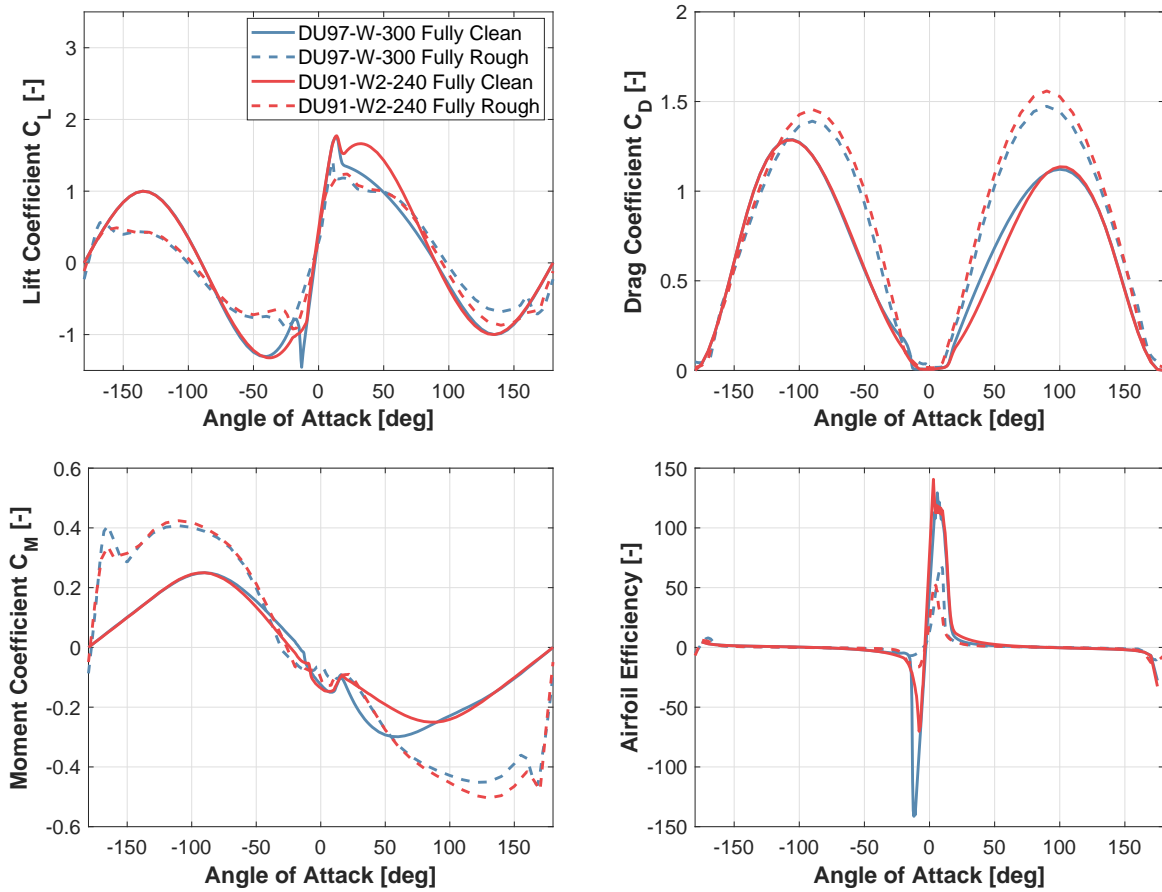 3
2
1
0
-1
Lift Coefficient C_L [-]
DU97-W-300 Fully Clean
DU97-W-300 Fully Rough
DU91-W2-240 Fully Clean
DU91-W2-240 Fully Rough
-150 -100 -50 0 50 100 150
Angle of Attack [deg]
2
1.5
1
0.5
0
Drag Coefficient C_D [-]
-150 -100 -50 0 50 100 150
Angle of Attack [deg]
0.6
0.4
0.2
0
-0.2
-0.4
-0.6
Moment Coefficient C_M [-]
-150 -100 -50 0 50 100 150
Angle of Attack [deg]
150
100
50
0
-50
-100
-150
Airfoil Efficiency [-]
-150 -100 -50 0 50 100 150
Angle of Attack [deg]